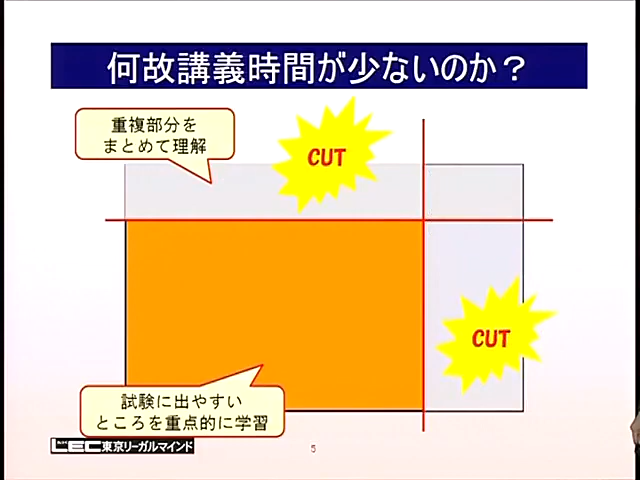 何故講義時間が少ないのか？
重複部分を
まとめて理解
CUT
CUT
試験に出やすい
ところを重点的に学習
LEC東京リーガルマインド
5